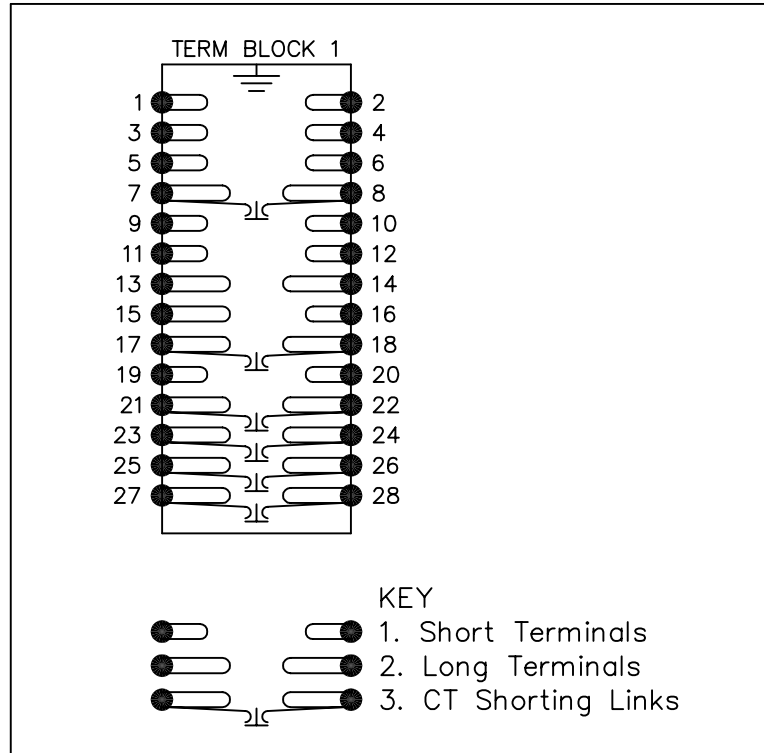 TERM BLOCK 1
1 2
3 4
5 6
7 8
9 10
11 12
13 14
15 16
17 18
19 20
21 22
23 24
25 26
27 28
KEY
1. Short Terminals
2. Long Terminals
3. CT Shorting Links